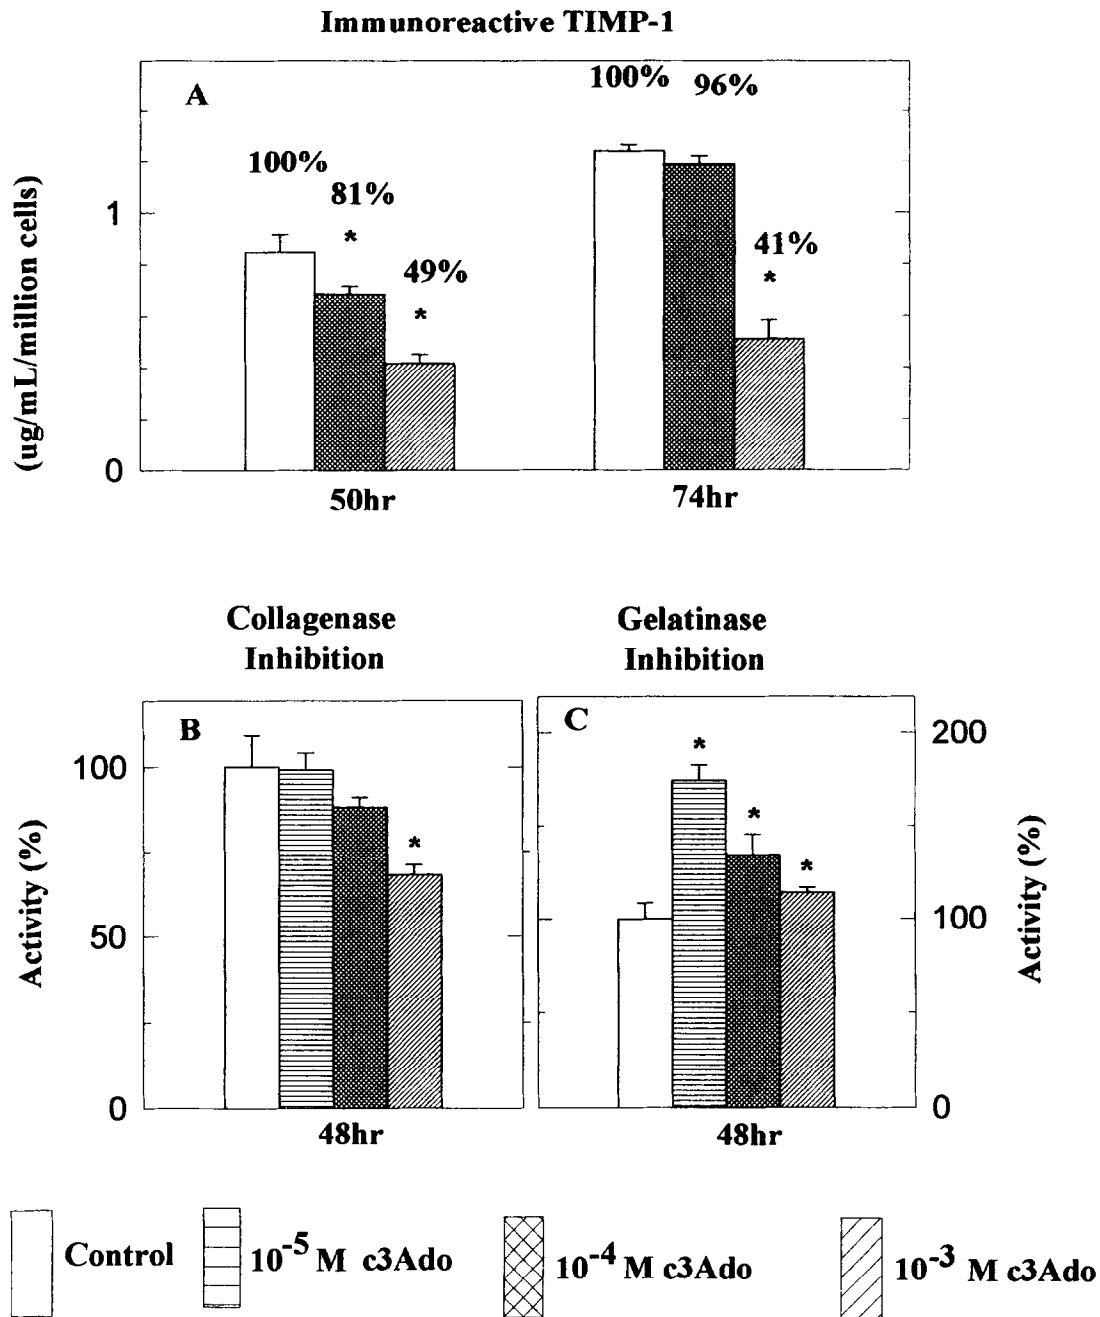 Immunoreactive TIMP-1
A
100%
96%
100%
81%
*
49%
*
41%
*
1
0
(ug/mL/million cells)
50hr
74hr
Collagenase
Inhibition
Gelatinase
Inhibition
B
C
*
*
*
*
100
50
0
200
100
0
Activity (%)
Activity (%)
48hr
48hr
Control
10-5 M c3Ado
10-4 M c3Ado
10-3 M c3Ado